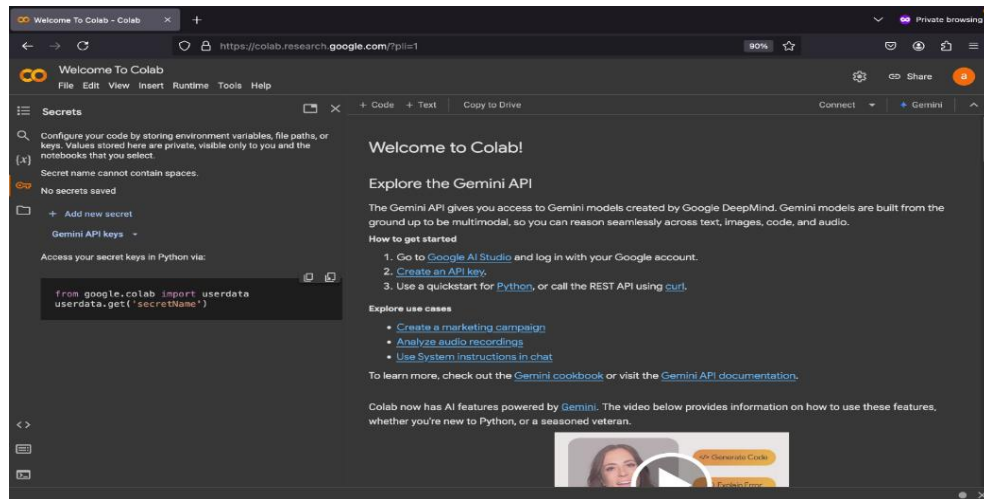 Welcome To Colab - Colab
Private browsing
https://colab.research.google.com/?pli=1
90%
Welcome To Colab
File Edit View Insert Runtime Tools Help
Share
a
Secrets
Configure your code by storing environment variables, file paths, or
keys. Values stored here are private, visible only to you and the
notebooks that you select.
Secret name cannot contain spaces.
No secrets saved
+ Add new secret
Gemini API keys
Access your secret keys in Python via:
from google.colab import userdata
userdata.get('secretName')
+ Code + Text Copy to Drive
Connect
Gemini
Welcome to Colab!
Explore the Gemini API
The Gemini API gives you access to Gemini models created by Google DeepMind. Gemini models are built from the
ground up to be multimodal, so you can reason seamlessly across text, images, code, and audio.
How to get started
1. Go to Google AI Studio and log in with your Google account.
2. Create an API key.
3. Use a quickstart for Python, or call the REST API using curl.
Explore use cases
• Create a marketing campaign
• Analyze audio recordings
• Use System instructions in chat
To learn more, check out the Gemini cookbook or visit the Gemini API documentation.
Colab now has AI features powered by Gemini. The video below provides information on how to use these features,
whether you're new to Python, or a seasoned veteran.
</> Generate Code
Explain Error